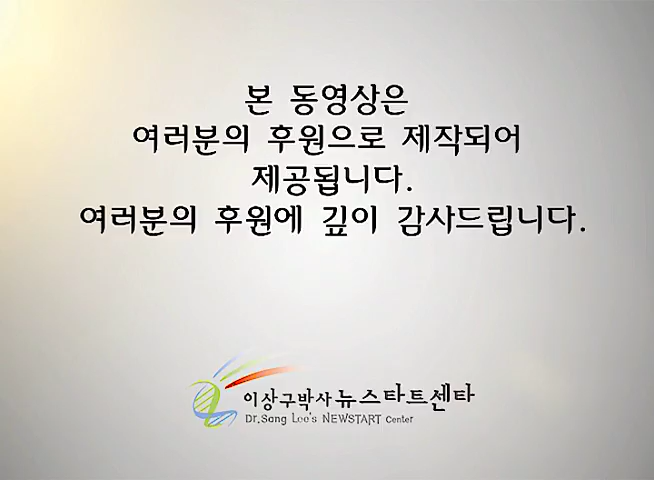 본 동영상은
여러분의 후원으로 제작되어
제공됩니다.
여러분의 후원에 깊이 감사드립니다.
이상구박사 뉴스타트센타
Dr.Sang Lee's NEWSTART Center